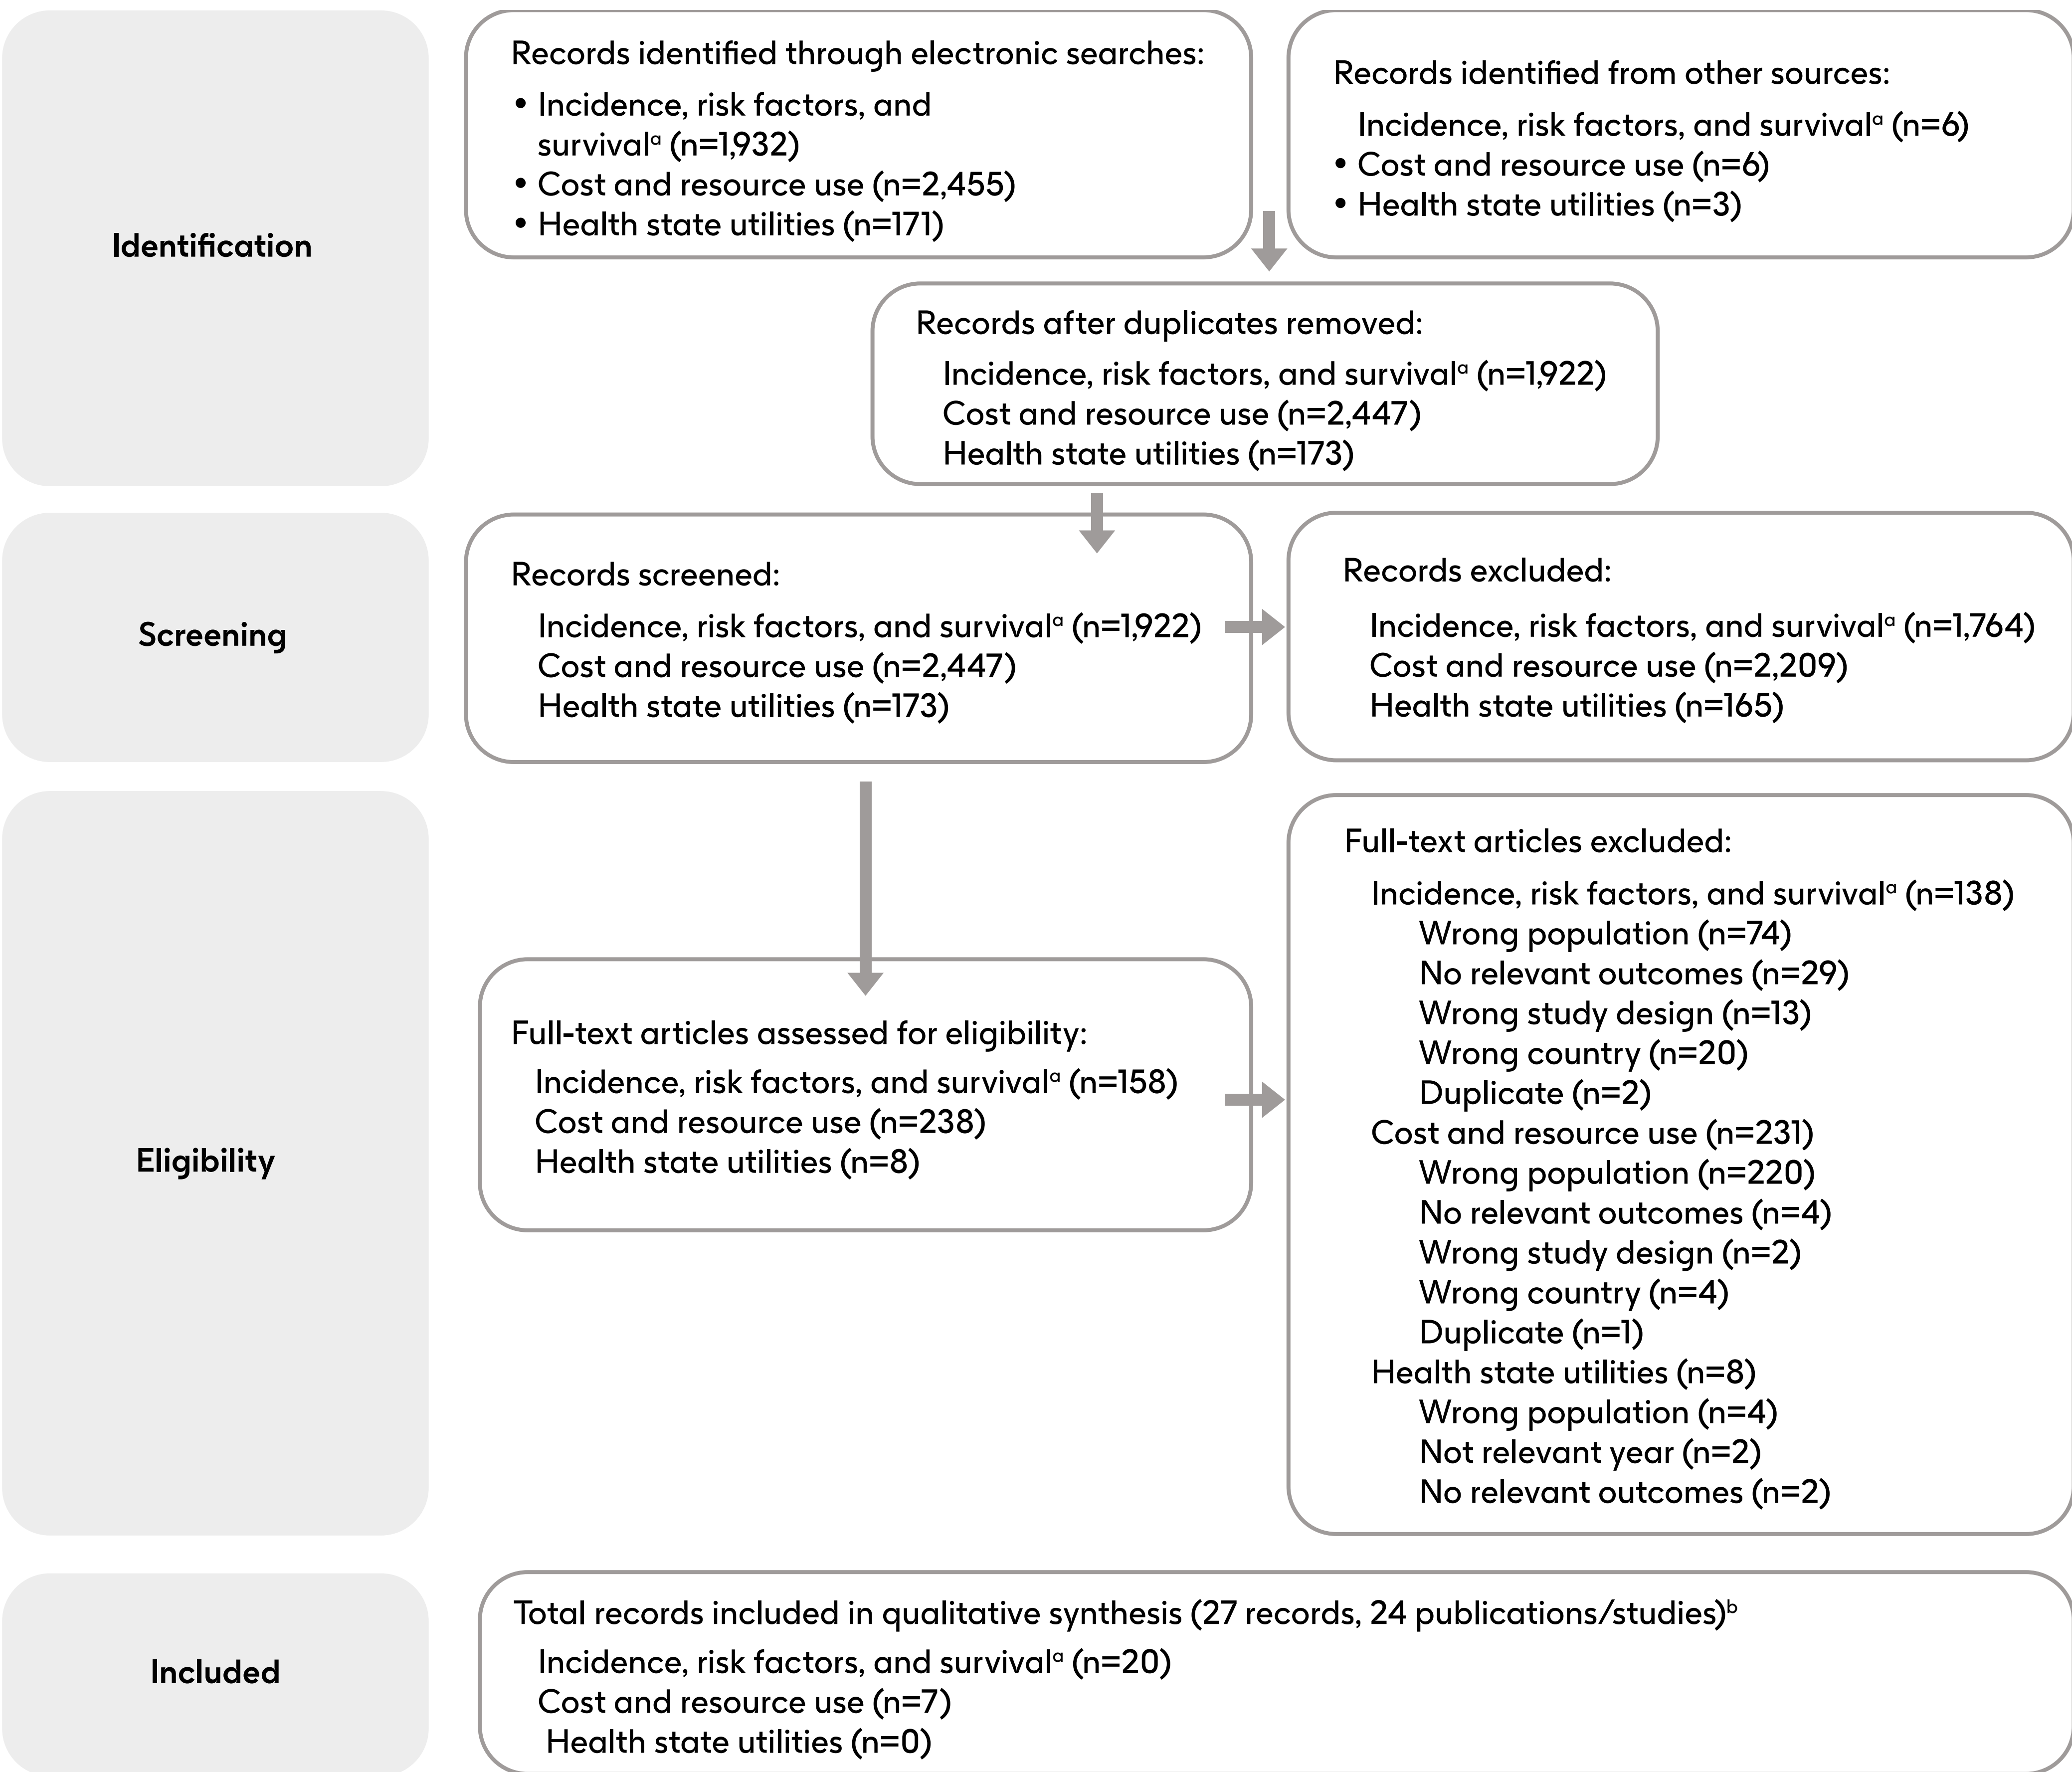 Identification
Records identified through electronic searches:
• Incidence, risk factors, and
survivalᵃ (n=1,932)
• Cost and resource use (n=2,455)
• Health state utilities (n=171)
Records identified from other sources:
Incidence, risk factors, and survivalᵃ (n=6)
• Cost and resource use (n=6)
• Health state utilities (n=3)
Records after duplicates removed:
Incidence, risk factors, and survivalᵃ (n=1,922)
Cost and resource use (n=2,447)
Health state utilities (n=173)
Screening
Records screened:
Incidence, risk factors, and survivalᵃ (n=1,922)
Cost and resource use (n=2,447)
Health state utilities (n=173)
Records excluded:
Incidence, risk factors, and survivalᵃ (n=1,764)
Cost and resource use (n=2,209)
Health state utilities (n=165)
Eligibility
Full-text articles assessed for eligibility:
Incidence, risk factors, and survivalᵃ (n=158)
Cost and resource use (n=238)
Health state utilities (n=8)
Full-text articles excluded:
Incidence, risk factors, and survivalᵃ (n=138)
Wrong population (n=74)
No relevant outcomes (n=29)
Wrong study design (n=13)
Wrong country (n=20)
Duplicate (n=2)
Cost and resource use (n=231)
Wrong population (n=220)
No relevant outcomes (n=4)
Wrong study design (n=2)
Wrong country (n=4)
Duplicate (n=1)
Health state utilities (n=8)
Wrong population (n=4)
Not relevant year (n=2)
No relevant outcomes (n=2)
Included
Total records included in qualitative synthesis (27 records, 24 publications/studies)ᵇ
Incidence, risk factors, and survivalᵃ (n=20)
Cost and resource use (n=7)
Health state utilities (n=0)